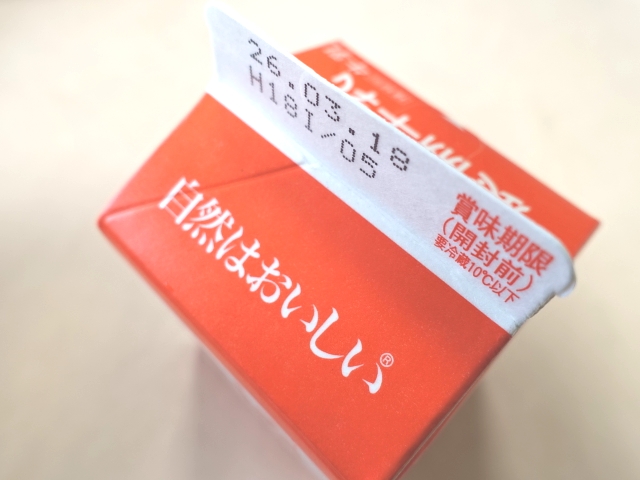 26.03.18
H18I/05
賞味期限
(開封前)
要冷蔵10℃以下
自然はおいしい®